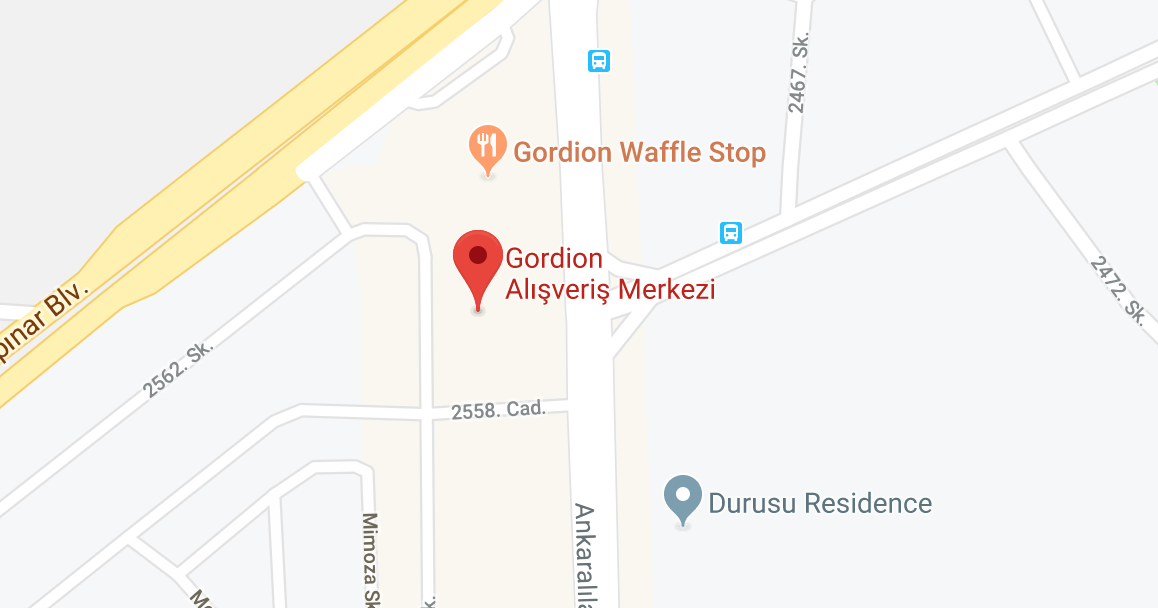 2467. Sk.
Gordion Waffle Stop
Gordion
Alışveriş Merkezi
pınar Blv.
2472. Sk.
2562. Sk.
2558. Cad.
Durusu Residence
Ankaralıla
Mimoza Sk
Mo
k.